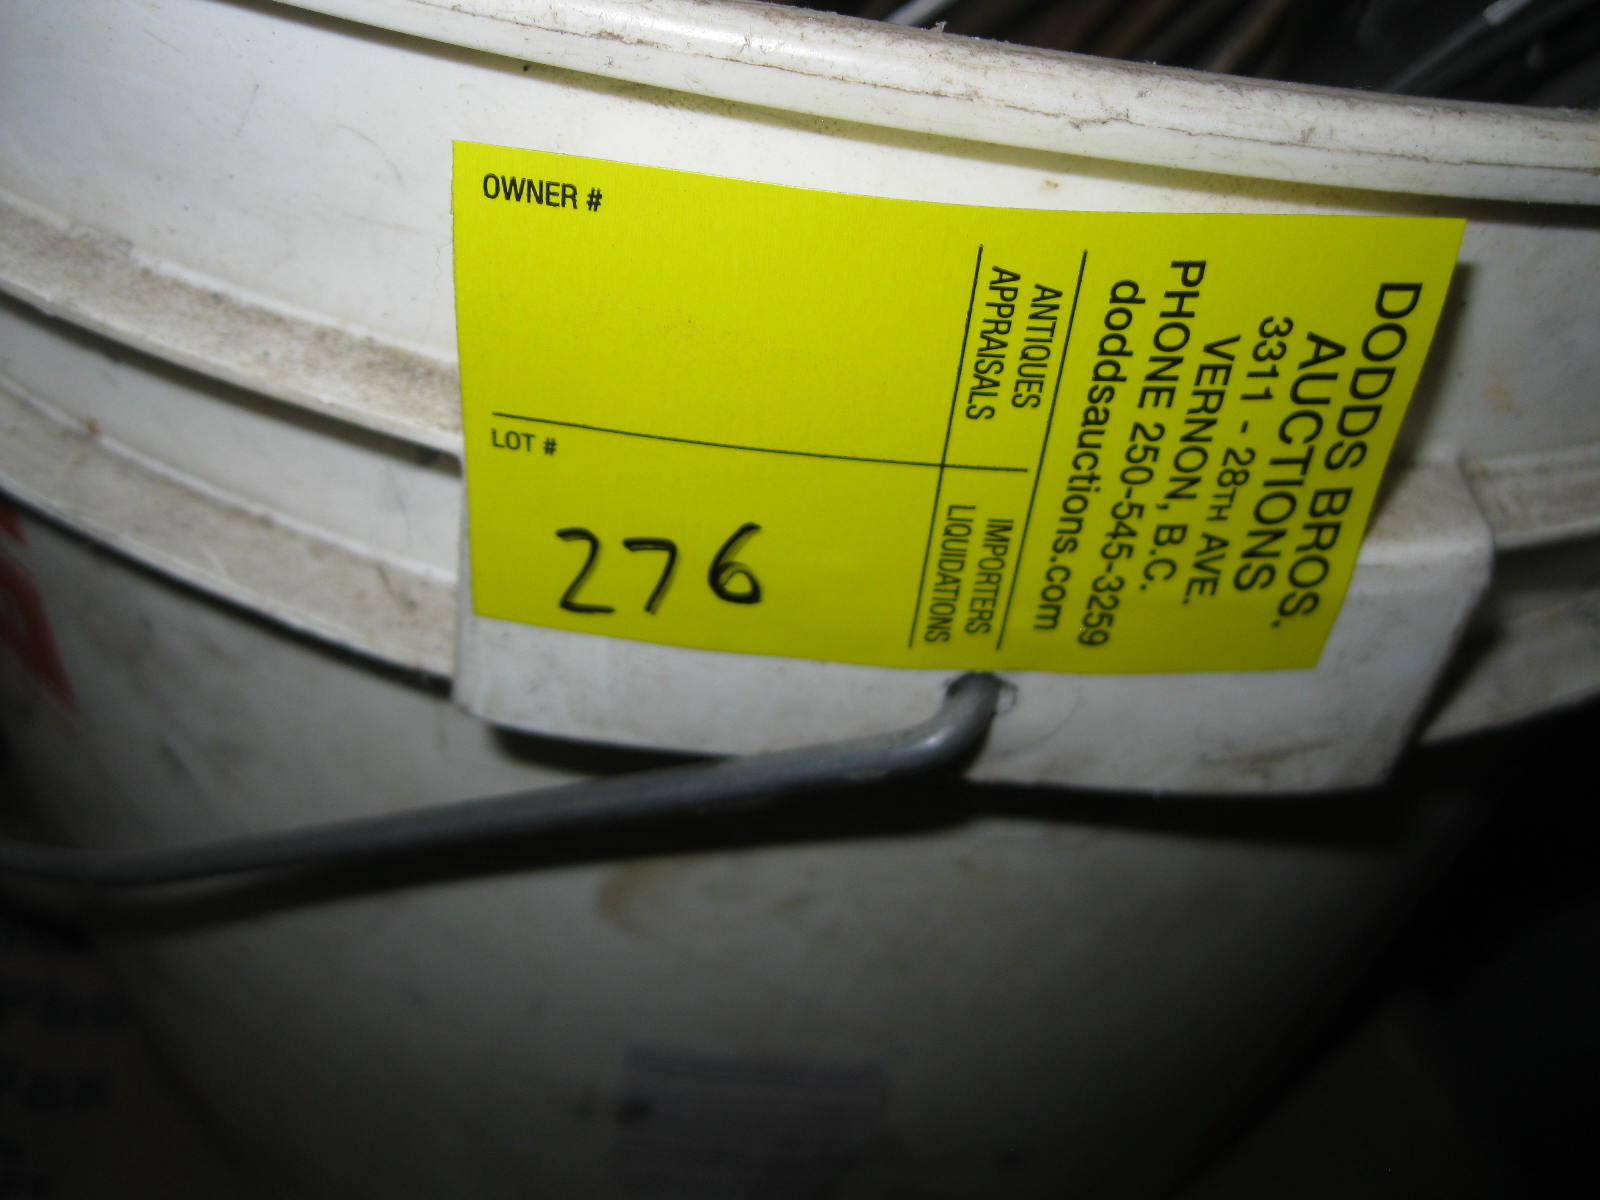 OWNER #
LOT #
276
DODDS BROS.
AUCTIONS
3311 - 28TH AVE.
VERNON, B.C.
PHONE 250-545-3259
doddsauctions.com
ANTIQUES
APPRAISALS
IMPORTERS
LIQUIDATIONS